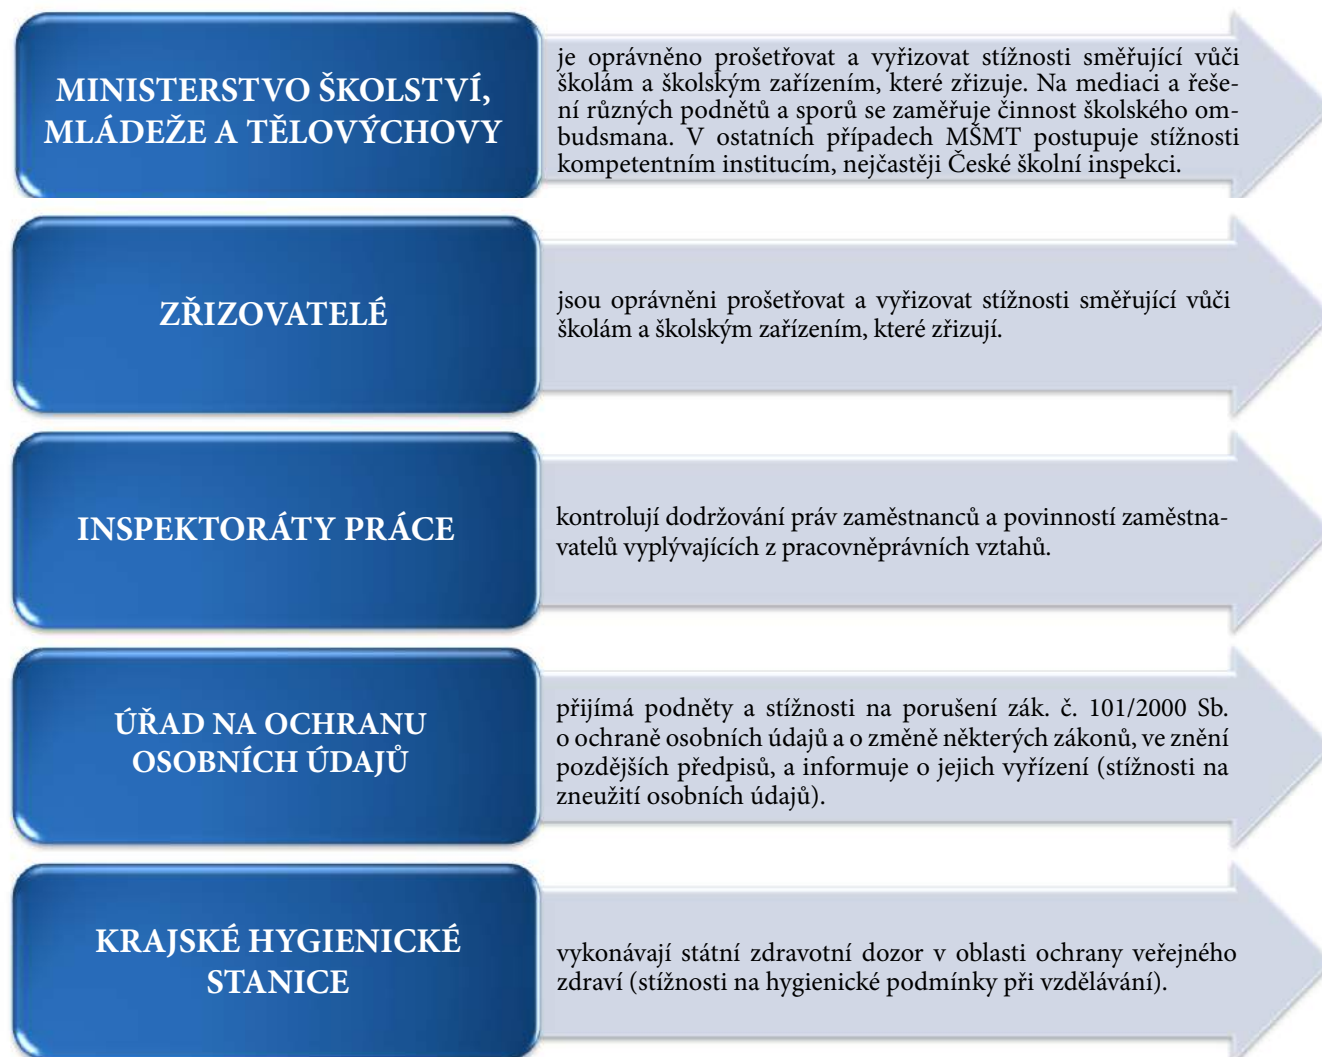 MINISTERSTVO ŠKOLSTVÍ,
MLÁDEŽE A TĚLOVÝCHOVY
je oprávněno prošetřovat a vyřizovat stížnosti směřující vůči
školám a školským zařízením, které zřizuje. Na mediaci a řeše-
ní různých podnětů a sporů se zaměřuje činnost školského om-
budsmana. V ostatních případech MŠMT postupuje stížnosti
kompetentním institucím, nejčastěji České školní inspekci.
ZŘIZOVATELÉ
jsou oprávněni prošetřovat a vyřizovat stížnosti směřující vůči
školám a školským zařízením, které zřizují.
INSPEKTORÁTY PRÁCE
kontrolují dodržování práv zaměstnanců a povinností zaměstna-
vatelů vyplývajících z pracovněprávních vztahů.
ÚŘAD NA OCHRANU
OSOBNÍCH ÚDAJŮ
přijímá podněty a stížnosti na porušení zák. č. 101/2000 Sb.
o ochraně osobních údajů a o změně některých zákonů, ve znění
pozdějších předpisů, a informuje o jejich vyřízení (stížnosti na
zneužití osobních údajů).
KRAJSKÉ HYGIENICKÉ
STANICE
vykonávají státní zdravotní dozor v oblasti ochrany veřejného
zdraví (stížnosti na hygienické podmínky při vzdělávání).